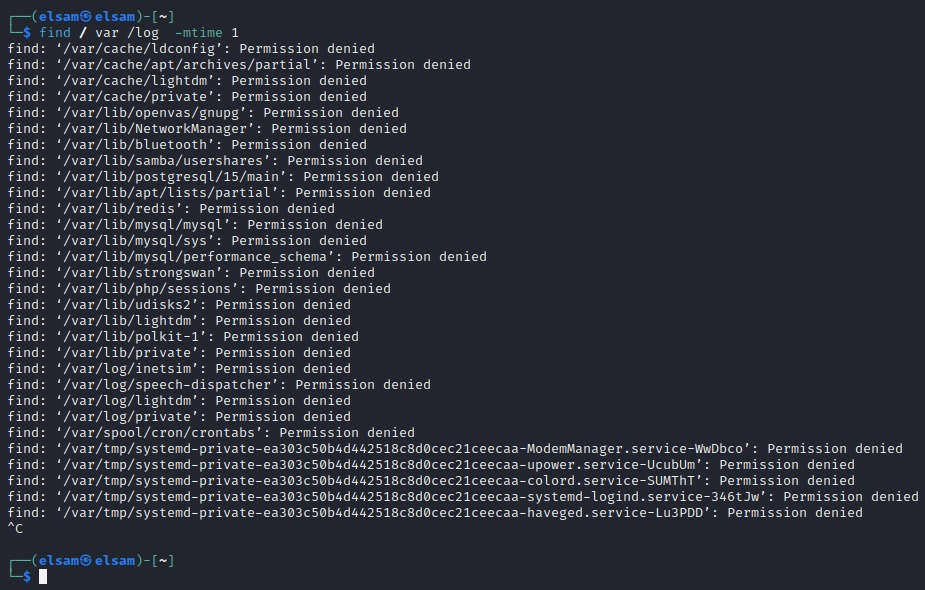 ┌──(elsam㉿elsam)-[~]
└─$ find / var /log  -mtime 1
find: ‘/var/cache/ldconfig’: Permission denied
find: ‘/var/cache/apt/archives/partial’: Permission denied
find: ‘/var/cache/lightdm’: Permission denied
find: ‘/var/cache/private’: Permission denied
find: ‘/var/lib/openvas/gnupg’: Permission denied
find: ‘/var/lib/NetworkManager’: Permission denied
find: ‘/var/lib/bluetooth’: Permission denied
find: ‘/var/lib/samba/usershares’: Permission denied
find: ‘/var/lib/postgresql/15/main’: Permission denied
find: ‘/var/lib/apt/lists/partial’: Permission denied
find: ‘/var/lib/redis’: Permission denied
find: ‘/var/lib/mysql/mysql’: Permission denied
find: ‘/var/lib/mysql/sys’: Permission denied
find: ‘/var/lib/mysql/performance_schema’: Permission denied
find: ‘/var/lib/strongswan’: Permission denied
find: ‘/var/lib/php/sessions’: Permission denied
find: ‘/var/lib/udisks2’: Permission denied
find: ‘/var/lib/lightdm’: Permission denied
find: ‘/var/lib/polkit-1’: Permission denied
find: ‘/var/lib/private’: Permission denied
find: ‘/var/log/inetsim’: Permission denied
find: ‘/var/log/speech-dispatcher’: Permission denied
find: ‘/var/log/lightdm’: Permission denied
find: ‘/var/log/private’: Permission denied
find: ‘/var/spool/cron/crontabs’: Permission denied
find: ‘/var/tmp/systemd-private-ea303c50b4d442518c8d0cec21ceecaa-ModemManager.service-WwDbco’: Permission denied
find: ‘/var/tmp/systemd-private-ea303c50b4d442518c8d0cec21ceecaa-upower.service-UcubUm’: Permission denied
find: ‘/var/tmp/systemd-private-ea303c50b4d442518c8d0cec21ceecaa-colord.service-SUMThT’: Permission denied
find: ‘/var/tmp/systemd-private-ea303c50b4d442518c8d0cec21ceecaa-systemd-logind.service-346tJw’: Permission denied
find: ‘/var/tmp/systemd-private-ea303c50b4d442518c8d0cec21ceecaa-haveged.service-Lu3PDD’: Permission denied
^C
┌──(elsam㉿elsam)-[~]
└─$